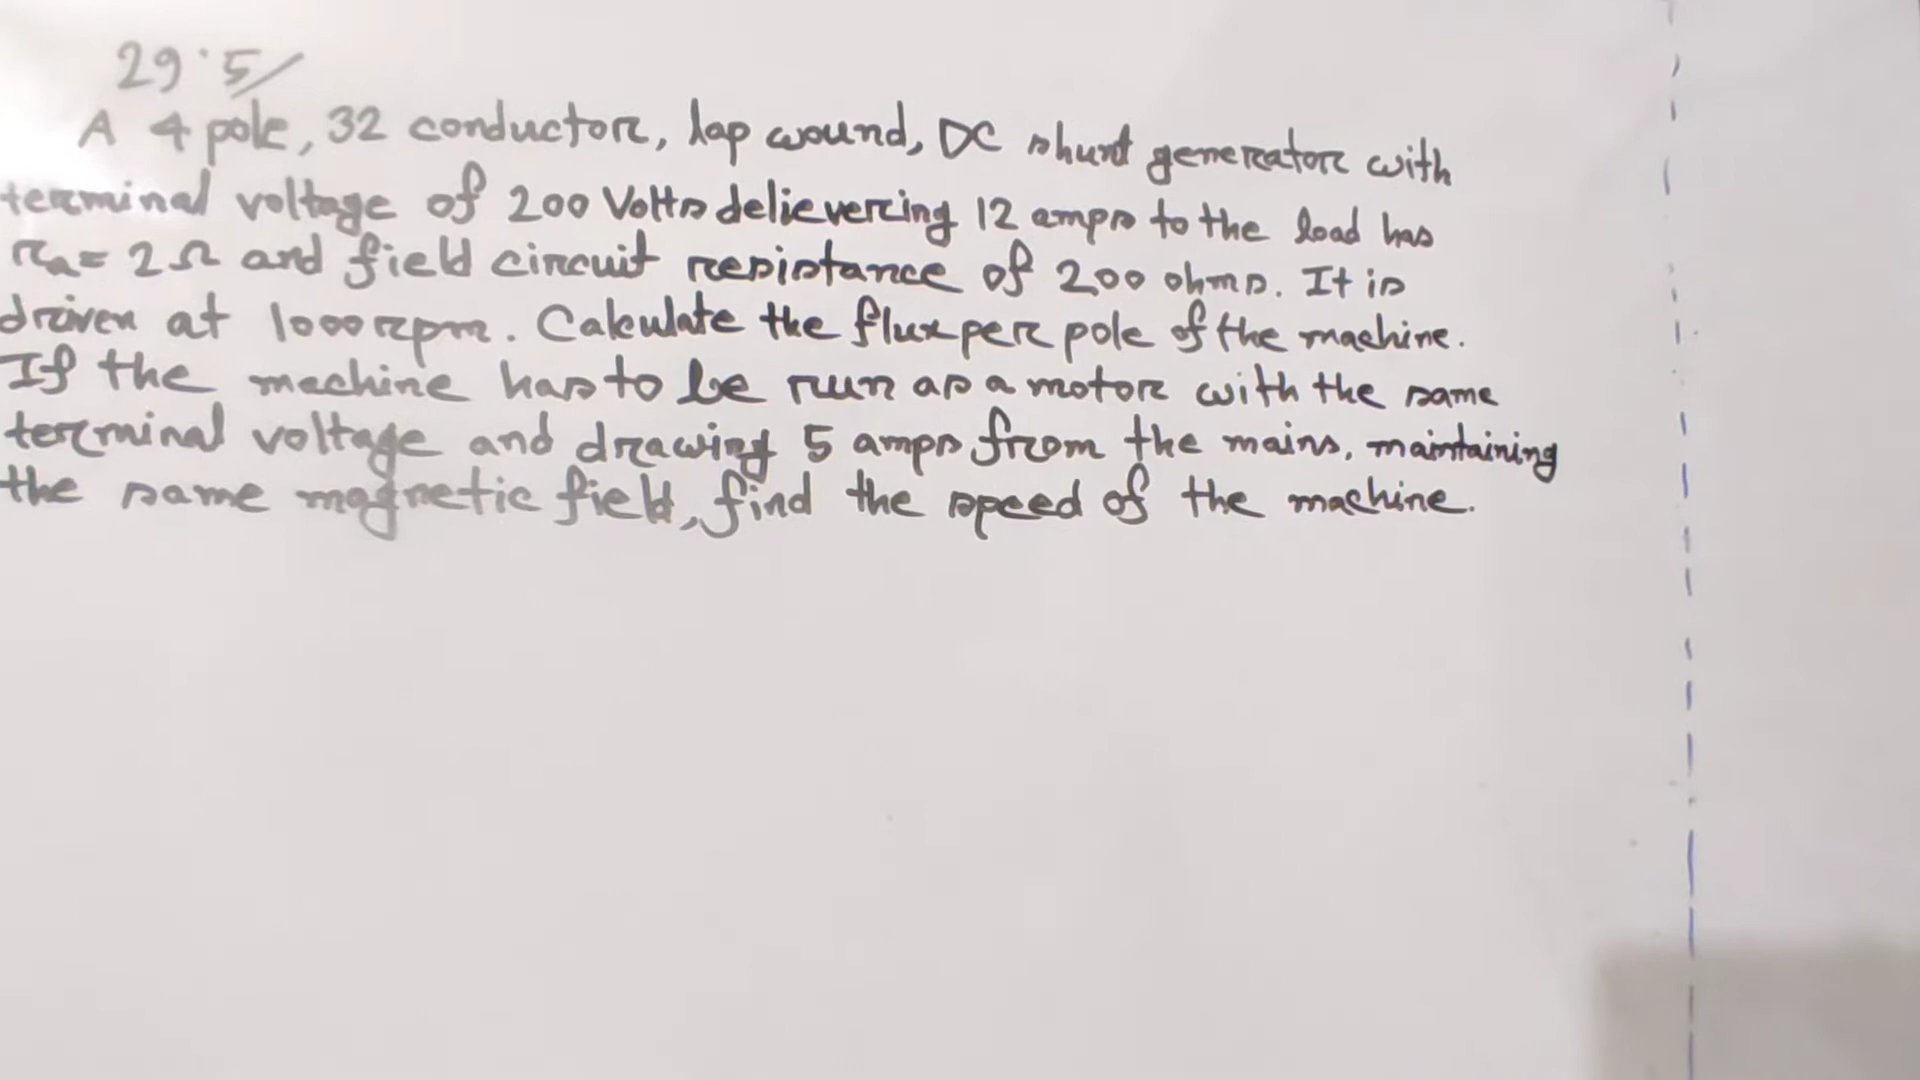 29.5/
A 4 pole, 32 conductor, lap wound, DC shunt generator with
terminal voltage of 200 Volts delievering 12 amps to the load has
ra = 2Ω and field circuit resistance of 200 ohms. It is
driven at 1000 rpm. Calculate the flux per pole of the machine.
If the machine has to be run as a motor with the same
terminal voltage and drawing 5 amps from the mains, maintaining
the same magnetic field, find the speed of the machine.